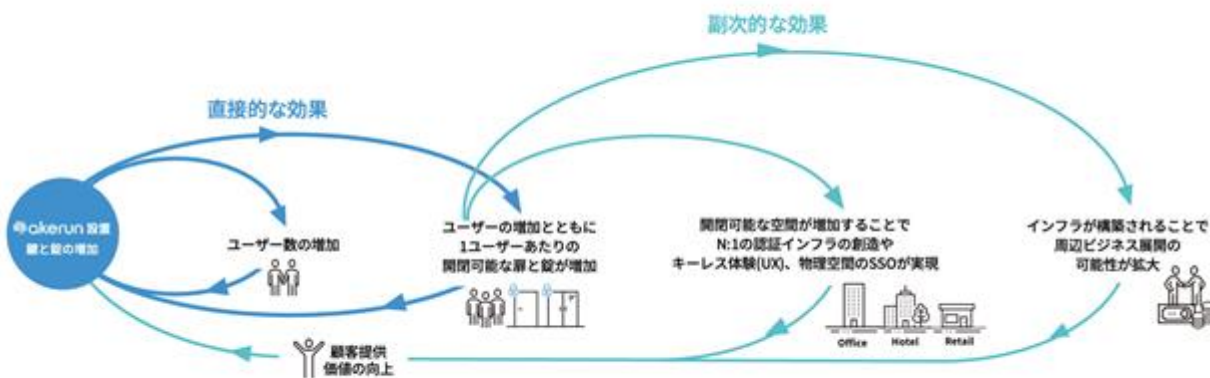 副次的な効果
直接的な効果
akerun 設置
鍵と錠の増加
ユーザー数の増加
ユーザーの増加とともに
1ユーザーあたりの
開閉可能な扉と錠が増加
開閉可能な空間が増加することで
N:1の認証インフラの創造や
キーレス体験(UX)、物理空間のSSOが実現
Office
Hotel
Retail
インフラが構築されることで
周辺ビジネス展開の
可能性が拡大
顧客提供
価値の向上